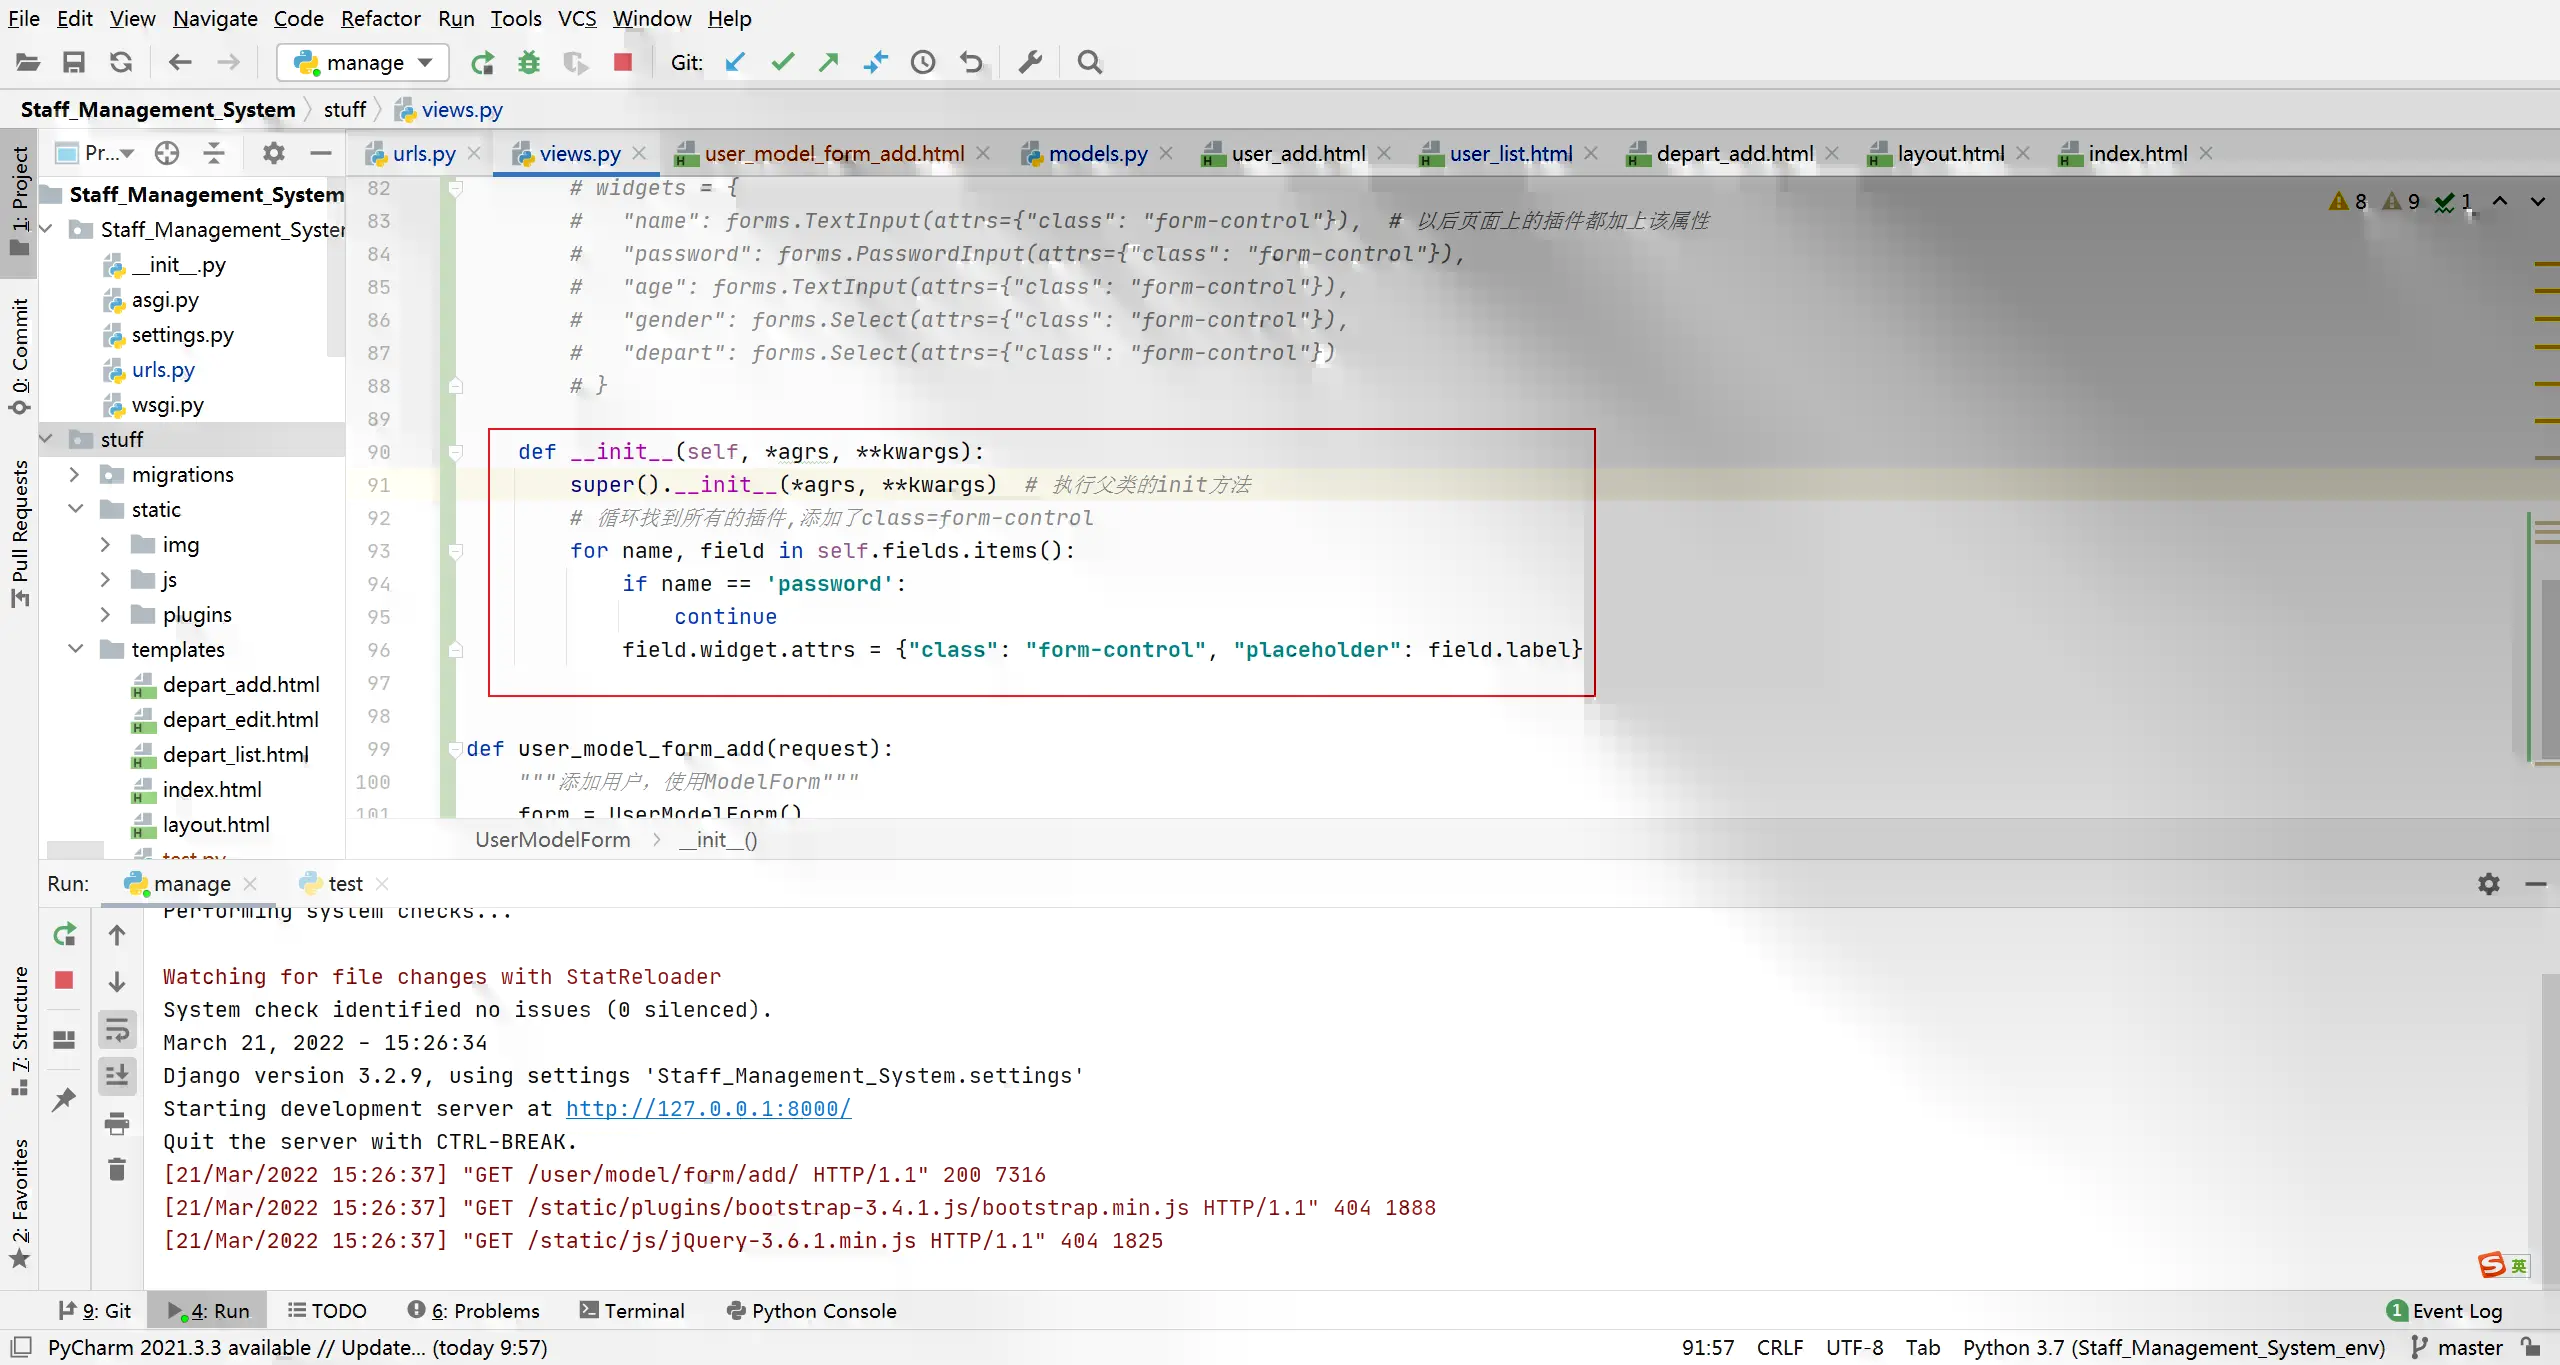 File Edit View Navigate Code Refactor Run Tools VCS Window Help
manage Git:
Staff_Management_System stuff views.py
Pr... urls.py views.py user_model_form_add.html models.py user_add.html user_list.html depart_add.html layout.html index.html
1: Project
0: Commit
Pull Requests
7: Structure
2: Favorites
Staff_Management_System
Staff_Management_Syster
__init__.py
asgi.py
settings.py
urls.py
wsgi.py
stuff
migrations
static
img
js
plugins
templates
depart_add.html
depart_edit.html
depart_list.html
index.html
layout.html
test.py
8 9 1
82 # widgets = {
83 # "name": forms.TextInput(attrs={"class": "form-control"}), # 以后页面上的插件都加上该属性
84 # "password": forms.PasswordInput(attrs={"class": "form-control"}),
85 # "age": forms.TextInput(attrs={"class": "form-control"}),
86 # "gender": forms.Select(attrs={"class": "form-control"}),
87 # "depart": forms.Select(attrs={"class": "form-control"})
88 # }
89
90 def __init__(self, *agrs, **kwargs):
91 super().__init__(*agrs, **kwargs) # 执行父类的init方法
92 # 循环找到所有的插件,添加了class=form-control
93 for name, field in self.fields.items():
94 if name == 'password':
95 continue
96 field.widget.attrs = {"class": "form-control", "placeholder": field.label}
97
98
99 def user_model_form_add(request):
100 """添加用户，使用ModelForm"""
101 form = UserModelForm()
UserModelForm __init__()
Run: manage test
Performing system checks...
Watching for file changes with StatReloader
System check identified no issues (0 silenced).
March 21, 2022 - 15:26:34
Django version 3.2.9, using settings 'Staff_Management_System.settings'
Starting development server at http://127.0.0.1:8000/
Quit the server with CTRL-BREAK.
[21/Mar/2022 15:26:37] "GET /user/model/form/add/ HTTP/1.1" 200 7316
[21/Mar/2022 15:26:37] "GET /static/plugins/bootstrap-3.4.1.js/bootstrap.min.js HTTP/1.1" 404 1888
[21/Mar/2022 15:26:37] "GET /static/js/jQuery-3.6.1.min.js HTTP/1.1" 404 1825
S 英
9: Git 4: Run TODO 6: Problems Terminal Python Console 1 Event Log
PyCharm 2021.3.3 available // Update... (today 9:57) 91:57 CRLF UTF-8 Tab Python 3.7 (Staff_Management_System_env) master